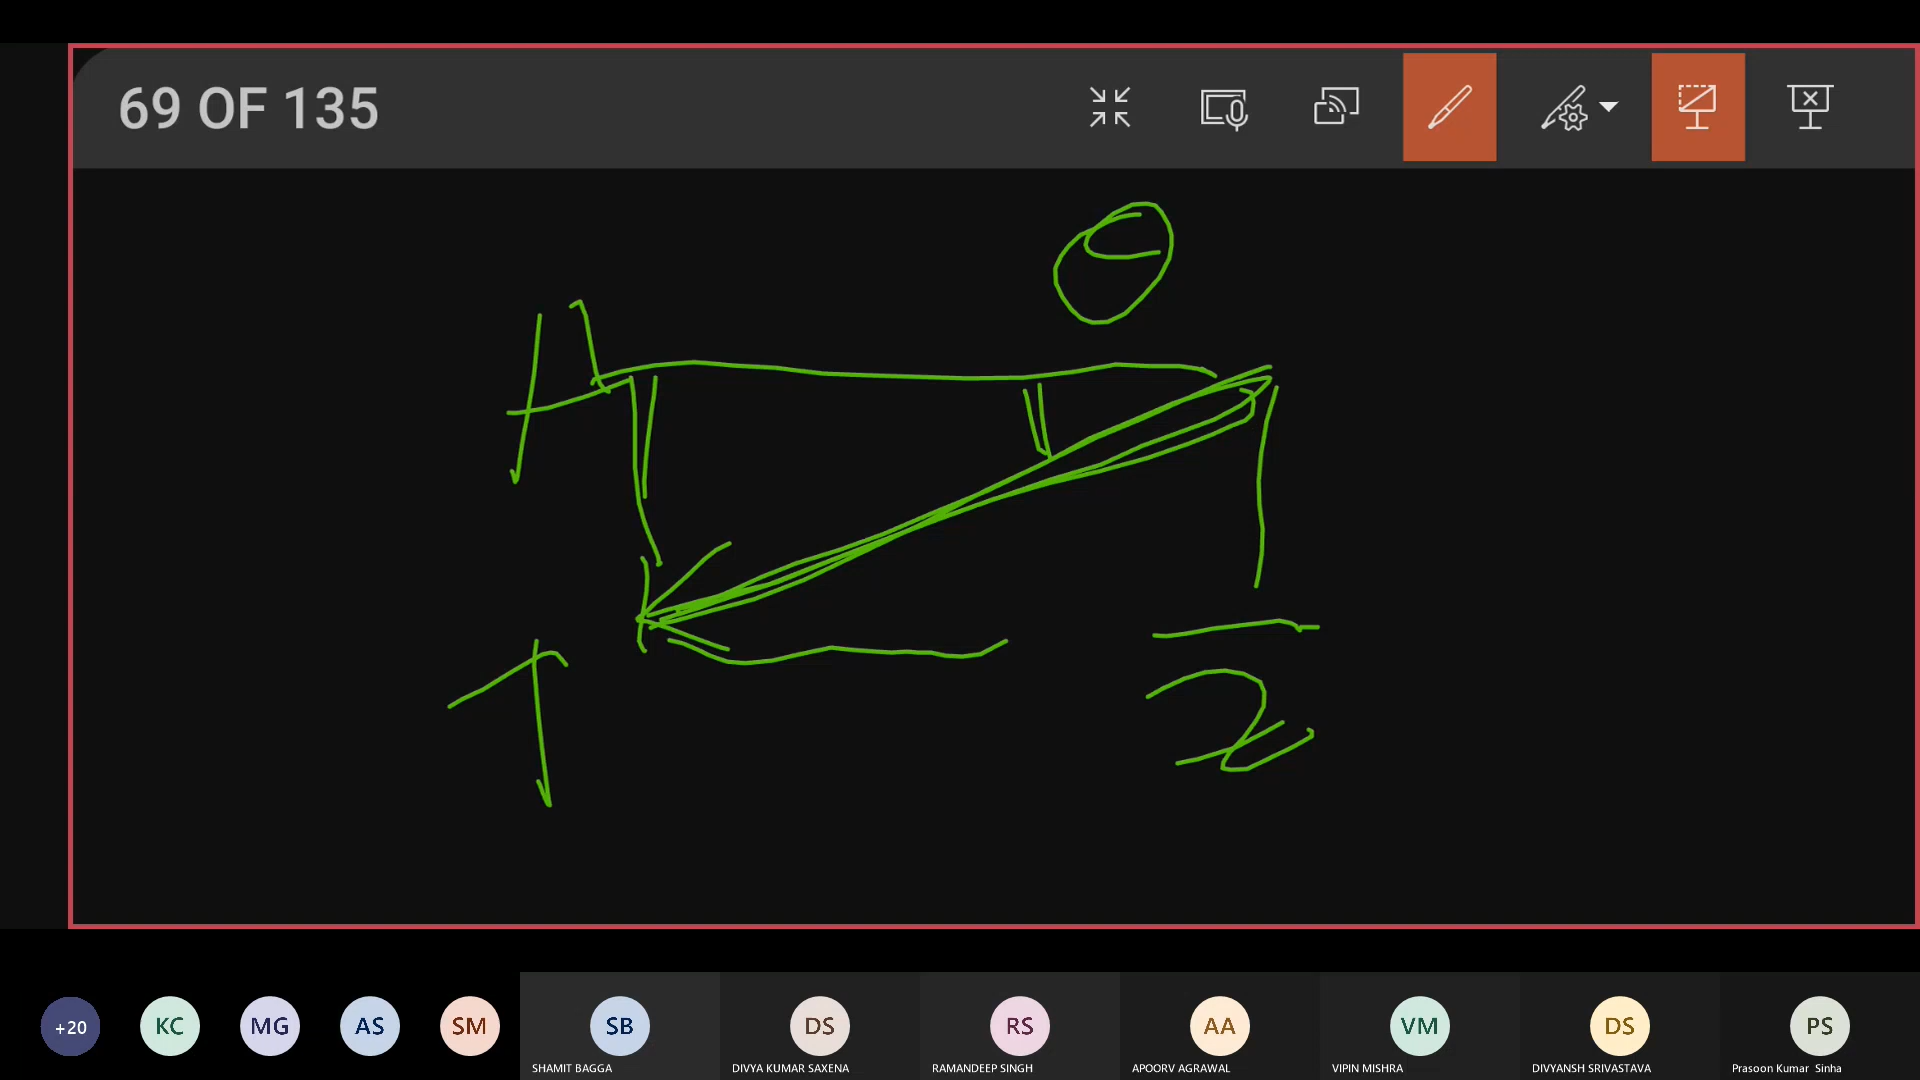 69 OF 135
H
T
2
+20 KC MG AS SM SB DS RS AA VM DS PS
SHAMIT BAGGA DIVYA KUMAR SAXENA RAMANDEEP SINGH APOORV AGRAWAL VIPIN MISHRA DIVYANSH SRIVASTAVA Prasoon Kumar Sinha